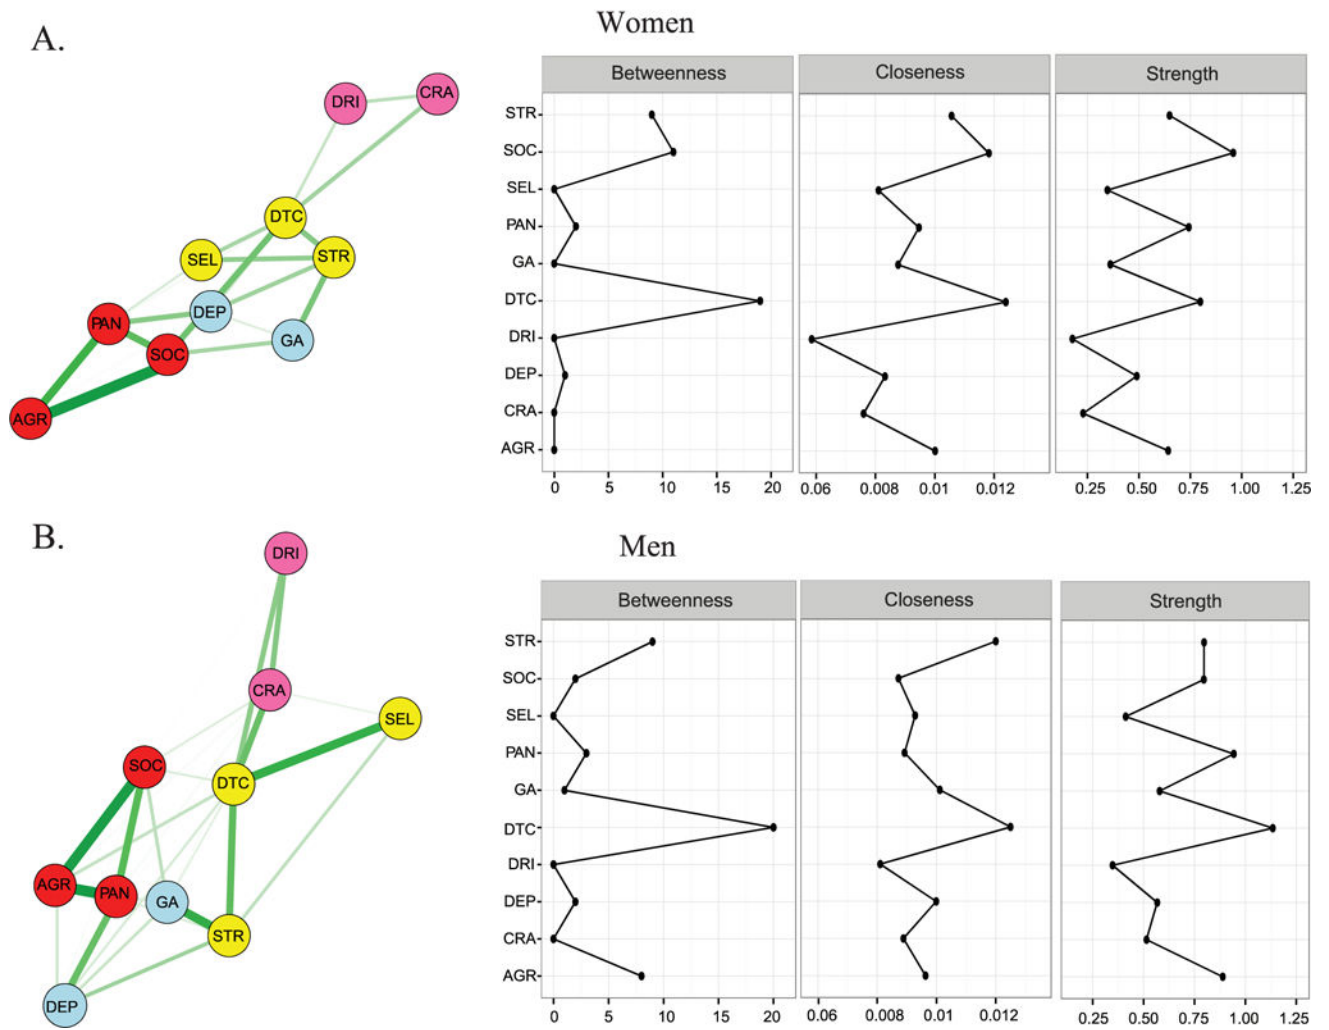 Women
A.
Betweenness Closeness Strength
DRI CRA
DTC
SEL STR
DEP
PAN GA
SOC
AGR
STR
SOC
SEL
PAN
GA
DTC
DRI
DEP
CRA
AGR
0 5 10 15 20 0.06 0.008 0.01 0.012 0.25 0.50 0.75 1.00 1.25
B.
Men
Betweenness Closeness Strength
DRI
CRA
SEL
SOC
DTC
AGR PAN GA
STR
DEP
STR
SOC
SEL
PAN
GA
DTC
DRI
DEP
CRA
AGR
0 5 10 15 20 0.06 0.008 0.01 0.012 0.25 0.50 0.75 1.00 1.25